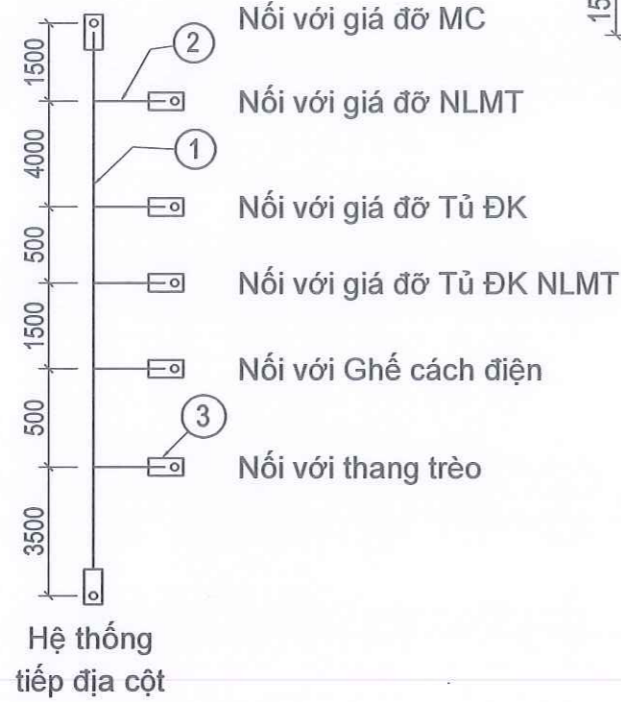 Nối với giá đỡ MC
15
2
1500
Nối với giá đỡ NLMT
4000
1
Nối với giá đỡ Tủ ĐK
500
Nối với giá đỡ Tủ ĐK NLMT
1500
Nối với Ghế cách điện
500
3
Nối với thang trèo
3500
Hệ thống
tiếp địa cột